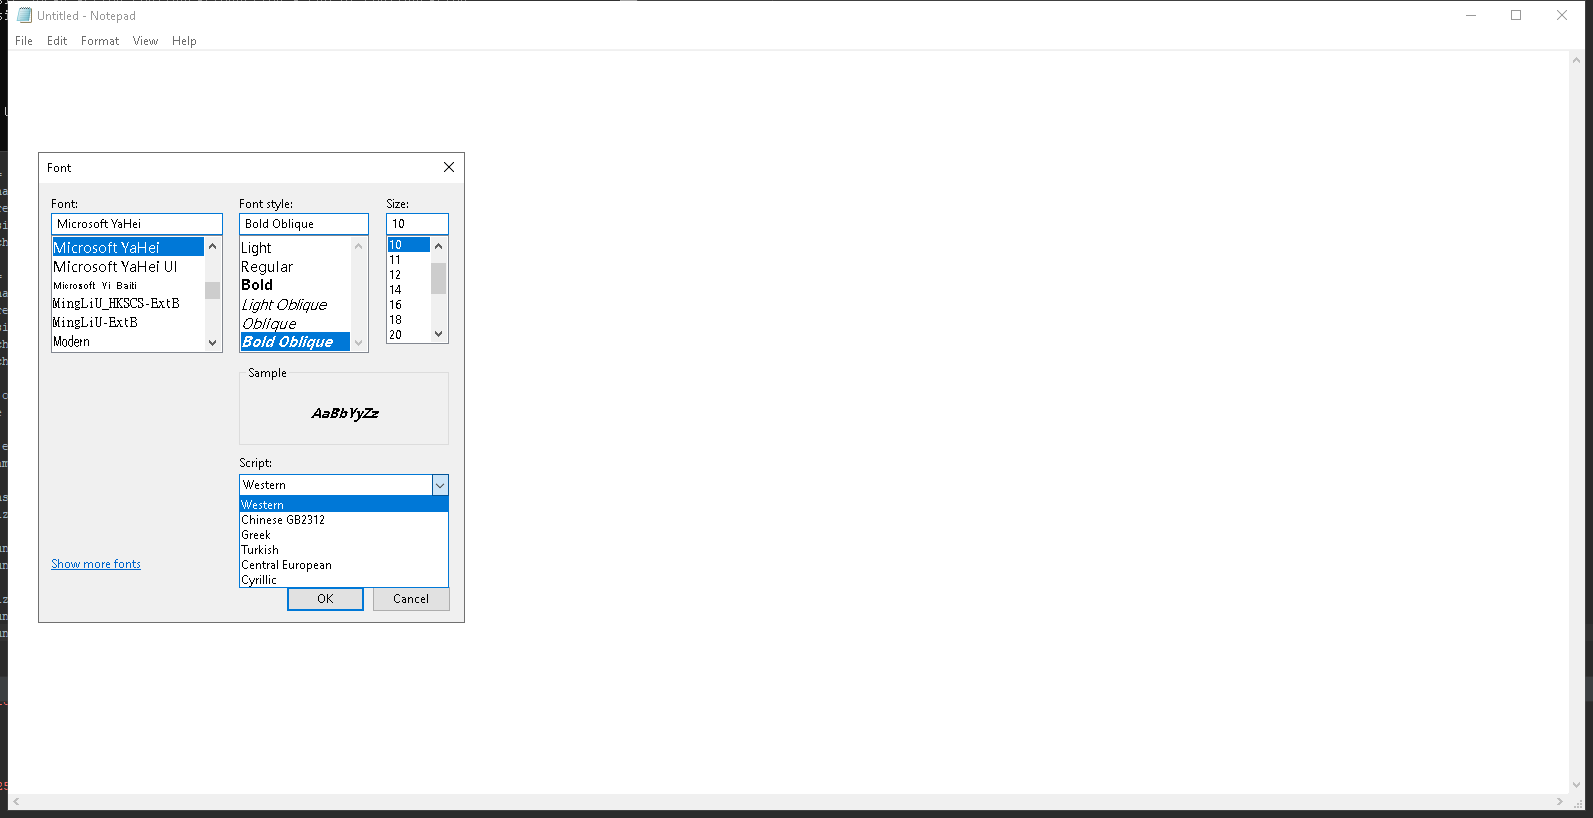 Untitled - Notepad
File Edit Format View Help
Font
Font: Font style: Size:
Microsoft YaHei Bold Oblique 10
Microsoft YaHei
Microsoft YaHei UI
Microsoft Yi Baiti
MingLiU_HKSCS-ExtB
MingLiU-ExtB
Modern
Light
Regular
Bold
Light Oblique
Oblique
Bold Oblique
10
11
12
14
16
18
20
Sample
AaBbYyZz
Script:
Western
Western
Chinese GB2312
Greek
Turkish
Central European
Cyrillic
Show more fonts
OK Cancel